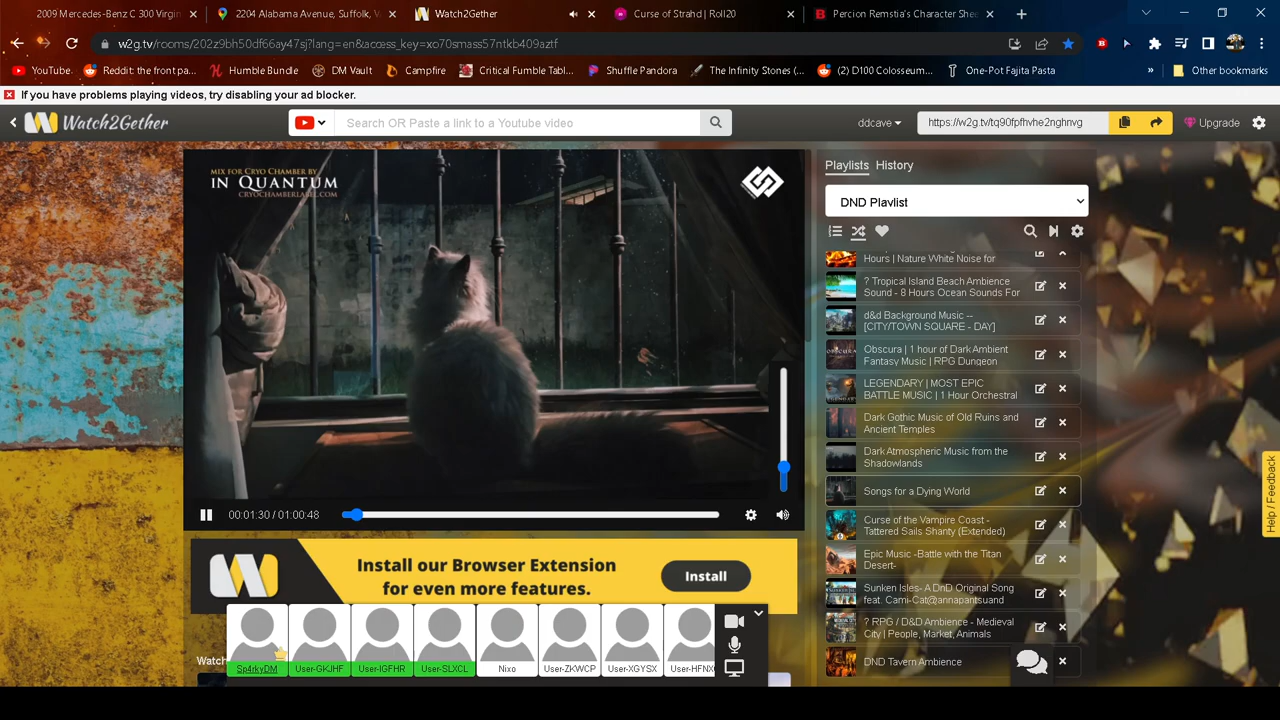 2009 Mercedes-Benz C 300 Virgin
2204 Alabama Avenue, Suffolk, V
Watch2Gether
Curse of Strahd | Roll20
Percion Remstia's Character She
w2g.tv/rooms/202z9bh50df66ay47sj?lang=en&access_key=xo70smass57ntkb409aztf
YouTube
Reddit: the front pa...
Humble Bundle
DM Vault
Campfire
Critical Fumble Tabl...
Shuffle Pandora
The Infinity Stones (...
(2) D100 Colosseum...
One-Pot Fajita Pasta
»
Other bookmarks
If you have problems playing videos, try disabling your ad blocker.
Watch2Gether
Search OR Paste a link to a Youtube video
ddcave
https://w2g.tv/tq90fpfhvhe2nghnvg
Upgrade
MIX FOR CRYO CHAMBER BY
IN QUANTUM
CRYOCHAMBERLABEL.COM
00:01:30 / 01:00:48
Playlists
History
DND Playlist
Hours | Nature White Noise for
? Tropical Island Beach Ambience
Sound - 8 Hours Ocean Sounds For
d&d Background Music --
[CITY/TOWN SQUARE - DAY]
Obscura | 1 hour of Dark Ambient
Fantasy Music | RPG Dungeon
LEGENDARY | MOST EPIC
BATTLE MUSIC | 1 Hour Orchestral
Dark Gothic Music of Old Ruins and
Ancient Temples
Dark Atmospheric Music from the
Shadowlands
Songs for a Dying World
Curse of the Vampire Coast -
Tattered Sails Shanty (Extended)
Epic Music -Battle with the Titan
Desert-
Sunken Isles- A DnD Original Song
feat. Cami-Cat@annapantsuand
? RPG / D&D Ambience - Medieval
City | People, Market, Animals
DND Tavern Ambience
Help / Feedback
Install our Browser Extension
for even more features.
Install
Watch
Sp4rkyDM
User-GKJHF
User-IGFHR
User-SLXCL
Nixo
User-ZKWCP
User-XGYSX
User-HFNX